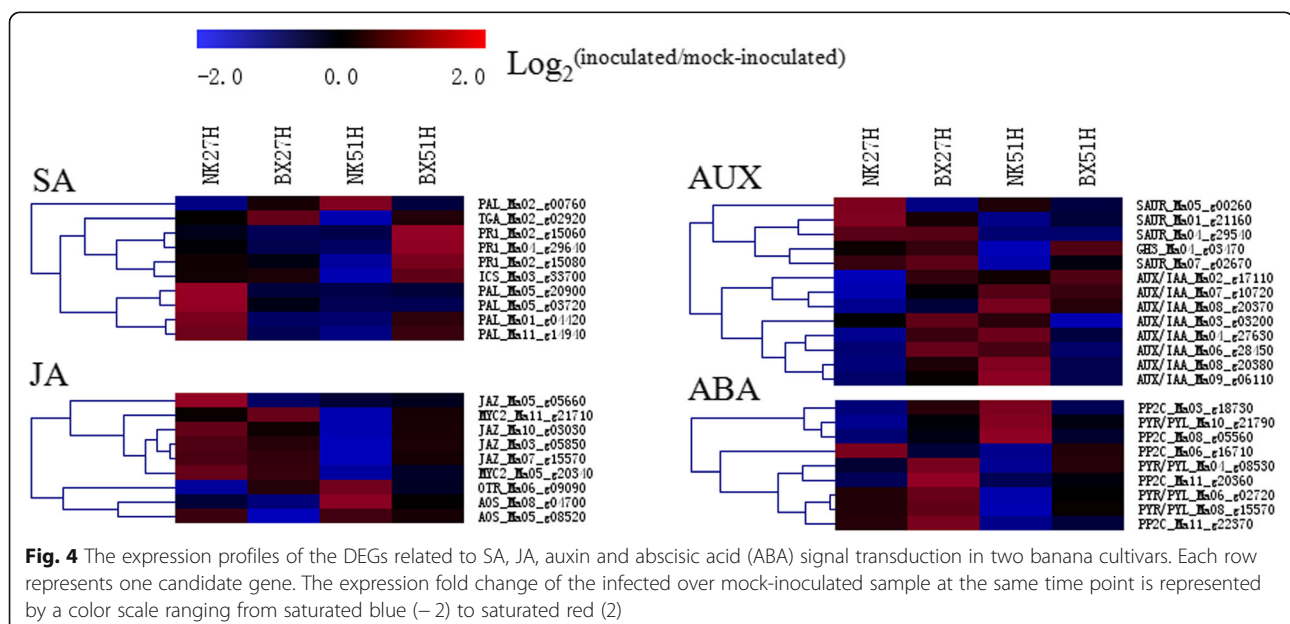 -2.0 0.0 2.0
Log2(inoculated/mock-inoculated)
SA
NK27H BX27H NK51H BX51H
PAL_Ma02_g00760
TGA_Ma02_g02920
PR1_Ma02_g15060
PR1_Ma04_g29640
PR1_Ma02_g15080
ICS_Ma03_g33700
PAL_Ma05_g20900
PAL_Ma05_g03720
PAL_Ma01_g04420
PAL_Ma11_g14940
JA
JAZ_Ma05_g05660
MYC2_Ma11_g21710
JAZ_Ma10_g03030
JAZ_Ma03_g05850
JAZ_Ma07_g15570
MYC2_Ma05_g20340
OTR_Ma06_g09090
AOS_Ma08_g04700
AOS_Ma05_g08520
AUX
NK27H BX27H NK51H BX51H
SAUR_Ma05_g00260
SAUR_Ma01_g21160
SAUR_Ma04_g29540
GH3_Ma04_g03470
SAUR_Ma07_g02670
AUX/IAA_Ma02_g17110
AUX/IAA_Ma07_g10720
AUX/IAA_Ma08_g20370
AUX/IAA_Ma03_g03200
AUX/IAA_Ma04_g27630
AUX/IAA_Ma06_g28450
AUX/IAA_Ma08_g20380
AUX/IAA_Ma09_g06110
ABA
PP2C_Ma03_g18730
PYR/PYL_Ma10_g21790
PP2C_Ma08_g05560
PP2C_Ma06_g16710
PYR/PYL_Ma04_g08530
PP2C_Ma11_g20360
PYR/PYL_Ma06_g02720
PYR/PYL_Ma08_g15570
PP2C_Ma11_g22370
Fig. 4 The expression profiles of the DEGs related to SA, JA, auxin and abscisic acid (ABA) signal transduction in two banana cultivars. Each row
represents one candidate gene. The expression fold change of the infected over mock-inoculated sample at the same time point is represented
by a color scale ranging from saturated blue (− 2) to saturated red (2)